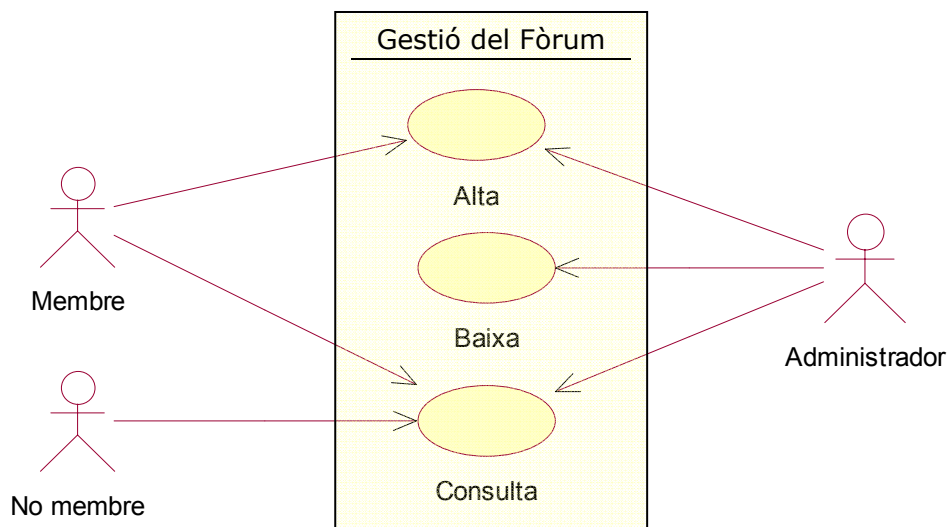 Gestió del Fòrum
Alta
Membre
Baixa
Administrador
Consulta
No membre